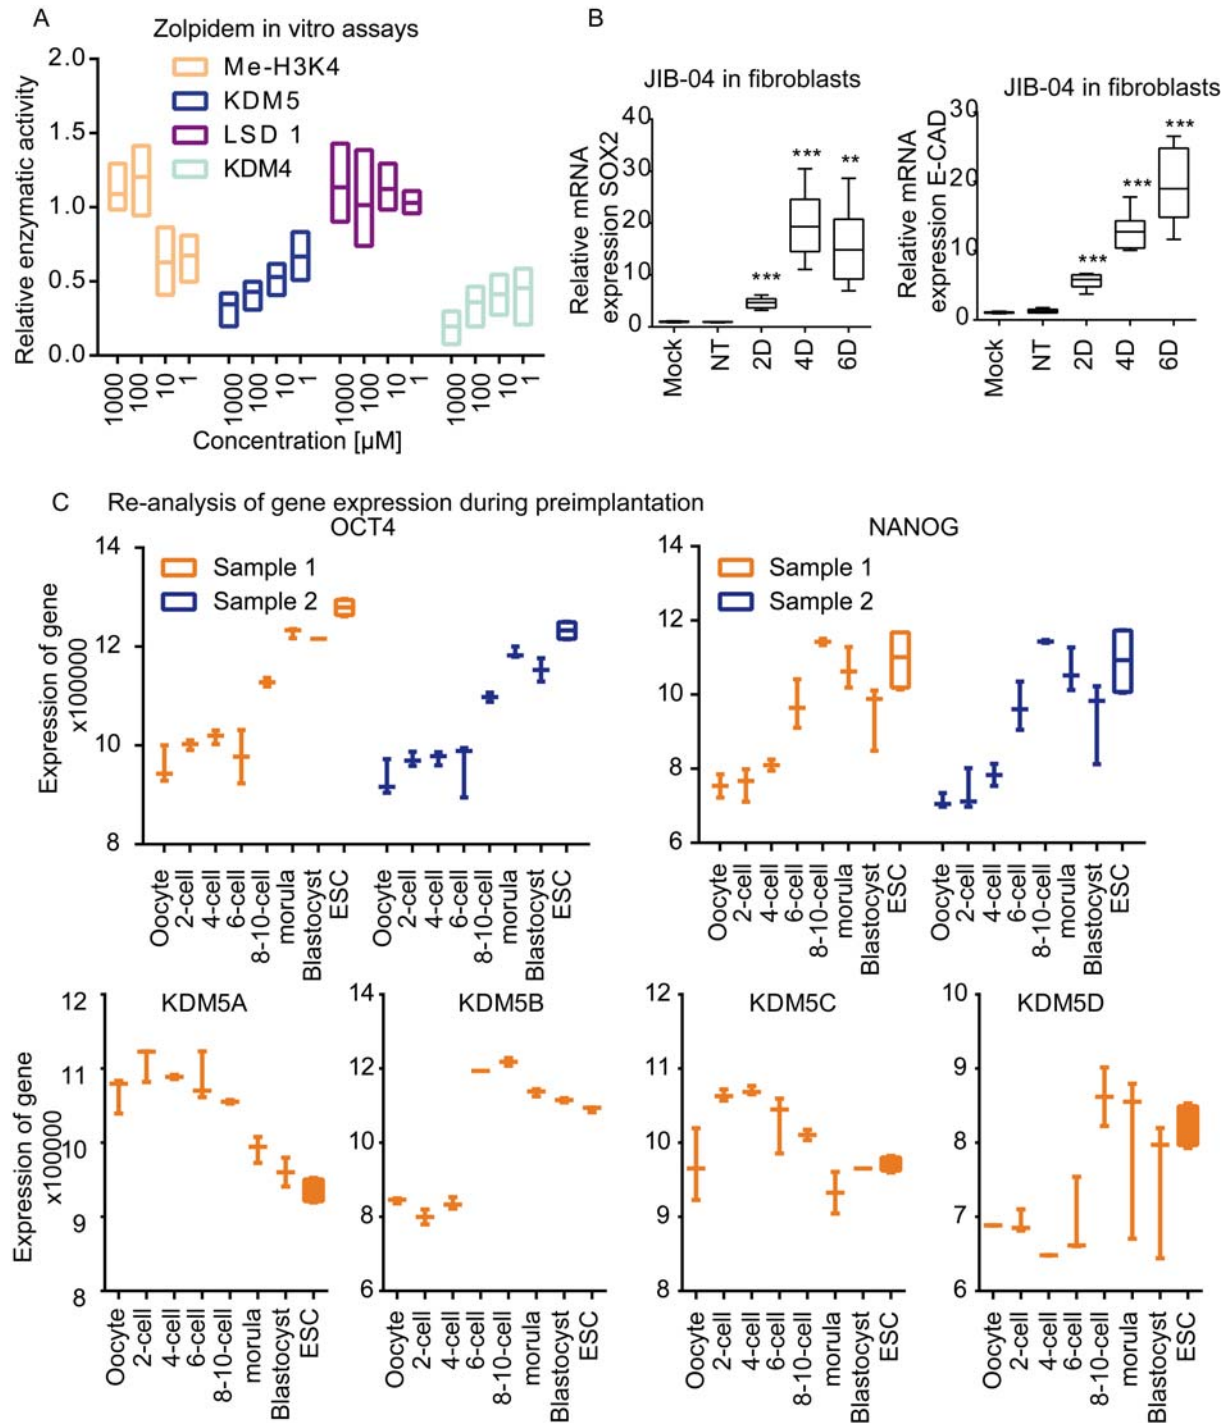 A
Zolpidem in vitro assays
Relative enzymatic activity
2.0
1.5
1.0
0.5
0.0
Me-H3K4
KDM5
LSD 1
KDM4
1000 100 10 1 1000 100 10 1 1000 100 10 1 1000 100 10 1
Concentration [µM]
B
JIB-04 in fibroblasts
Relative mRNA
expression SOX2
40
30
20
10
0
*** *** **
Mock NT 2D 4D 6D
JIB-04 in fibroblasts
Relative mRNA
expression E-CAD
30
20
10
0
*** *** ***
Mock NT 2D 4D 6D
C Re-analysis of gene expression during preimplantation
OCT4
Expression of gene
x100000
14
12
10
8
Sample 1
Sample 2
Oocyte 2-cell 4-cell 6-cell 8-10-cell morula Blastocyst ESC Oocyte 2-cell 4-cell 6-cell 8-10-cell morula Blastocyst ESC
NANOG
14
12
10
8
6
Sample 1
Sample 2
Oocyte 2-cell 4-cell 6-cell 8-10-cell morula Blastocyst ESC Oocyte 2-cell 4-cell 6-cell 8-10-cell morula Blastocyst ESC
KDM5A
Expression of gene
x100000
12
11
10
9
8
Oocyte 2-cell 4-cell 6-cell 8-10-cell morula Blastocyst ESC
KDM5B
14
12
10
8
6
Oocyte 2-cell 4-cell 6-cell 8-10-cell morula Blastocyst ESC
KDM5C
12
11
10
9
8
Oocyte 2-cell 4-cell 6-cell 8-10-cell morula Blastocyst ESC
KDM5D
10
9
8
7
6
Oocyte 2-cell 4-cell 6-cell 8-10-cell morula Blastocyst ESC